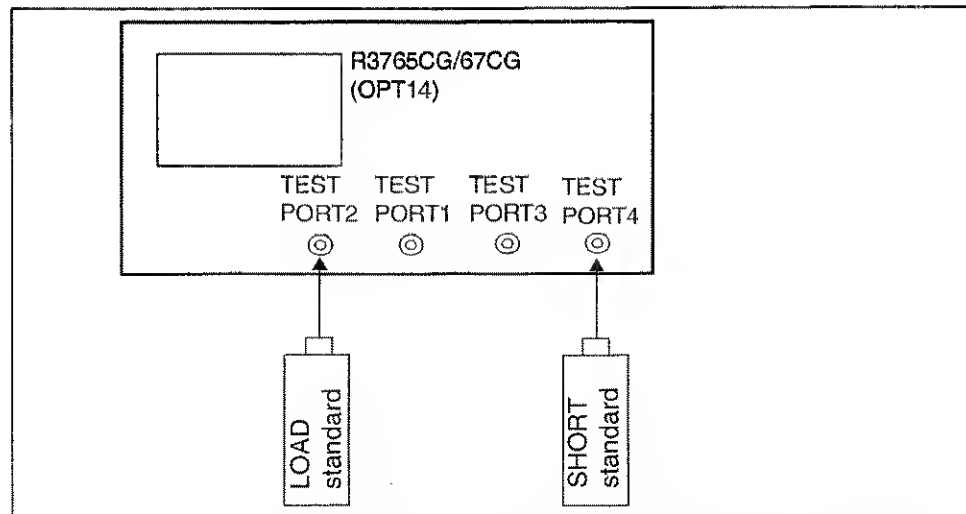 R3765CG/67CG
(OPT14)
TEST TEST TEST TEST
PORT2 PORT1 PORT3 PORT4
LOAD
standard
SHORT
standard